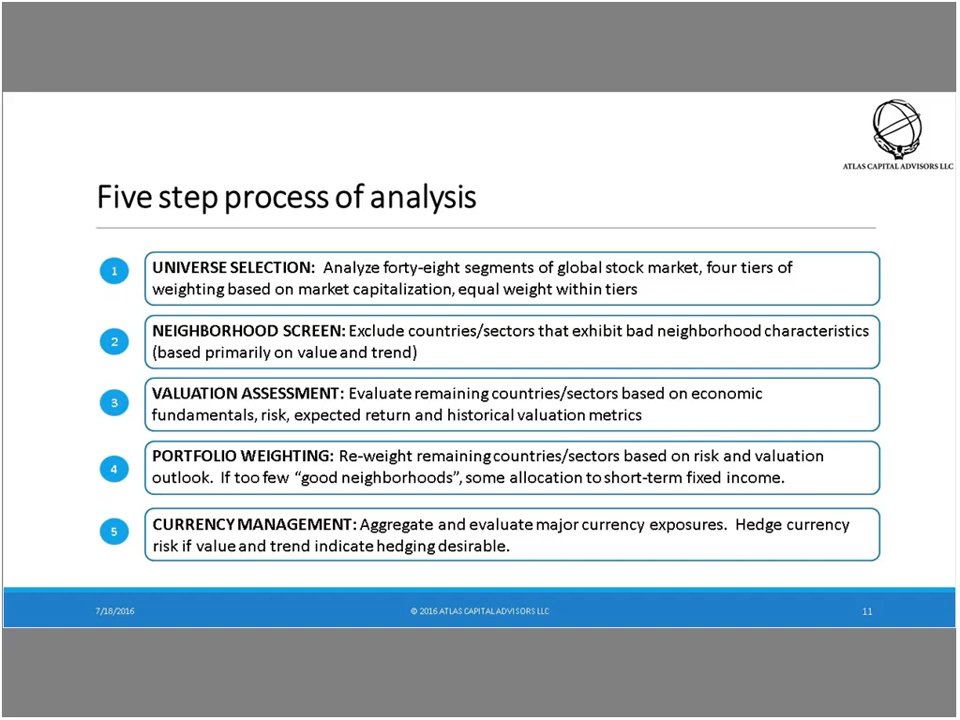 ATLAS CAPITAL ADVISORS LLC
Five step process of analysis
1
UNIVERSE SELECTION: Analyze forty-eight segments of global stock market, four tiers of
weighting based on market capitalization, equal weight within tiers
2
NEIGHBORHOOD SCREEN: Exclude countries/sectors that exhibit bad neighborhood characteristics
(based primarily on value and trend)
3
VALUATION ASSESSMENT: Evaluate remaining countries/sectors based on economic
fundamentals, risk, expected return and historical valuation metrics
4
PORTFOLIO WEIGHTING: Re-weight remaining countries/sectors based on risk and valuation
outlook. If too few “good neighborhoods”, some allocation to short-term fixed income.
5
CURRENCY MANAGEMENT: Aggregate and evaluate major currency exposures. Hedge currency
risk if value and trend indicate hedging desirable.
7/18/2016
© 2016 ATLAS CAPITAL ADVISORS LLC
11